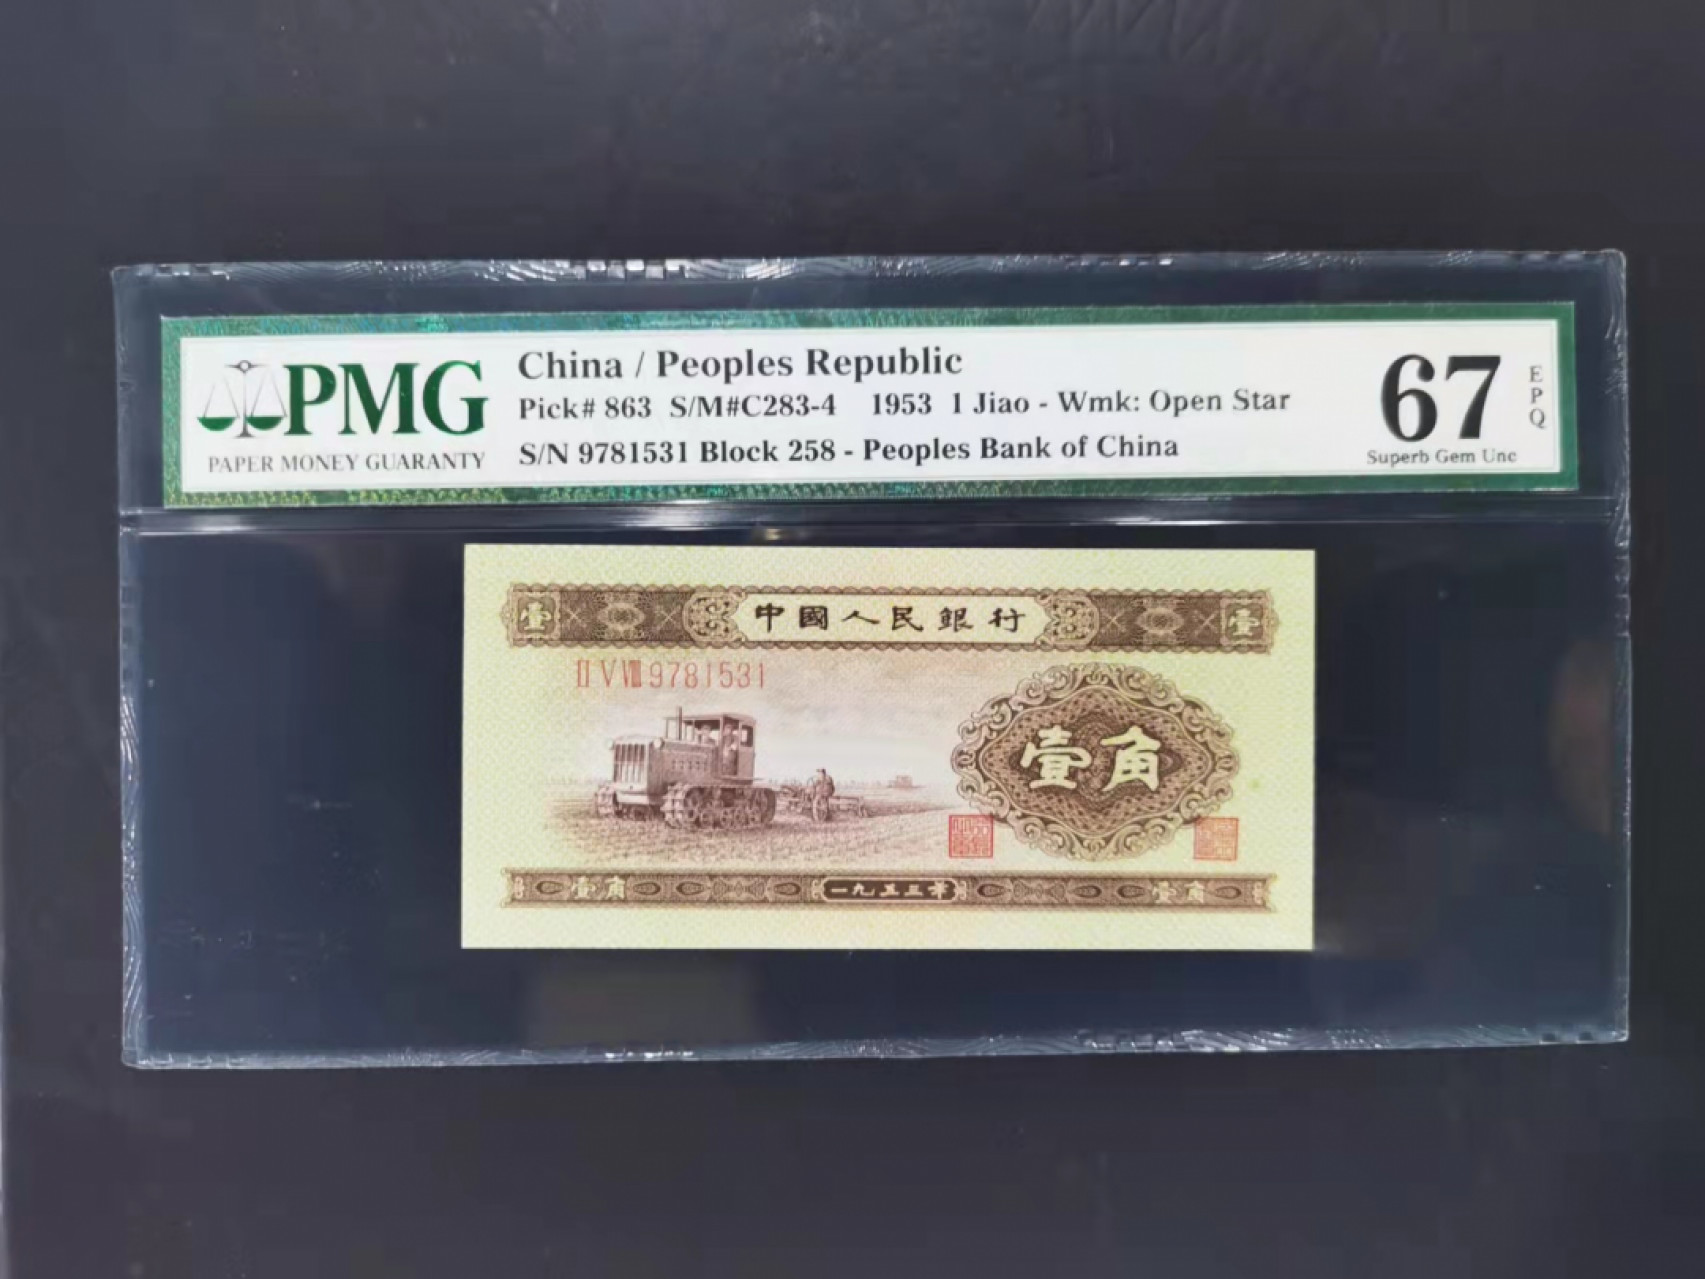 PMG
PAPER MONEY GUARANTY
China / Peoples Republic
Pick# 863 S/M#C283-4 1953 1 Jiao - Wmk: Open Star
S/N 9781531 Block 258 - Peoples Bank of China
67
EPQ
Superb Gem Unc
壹 中國人民銀行 壹
II V VIII 9781531
壹角
壹角 一九五三年 壹角